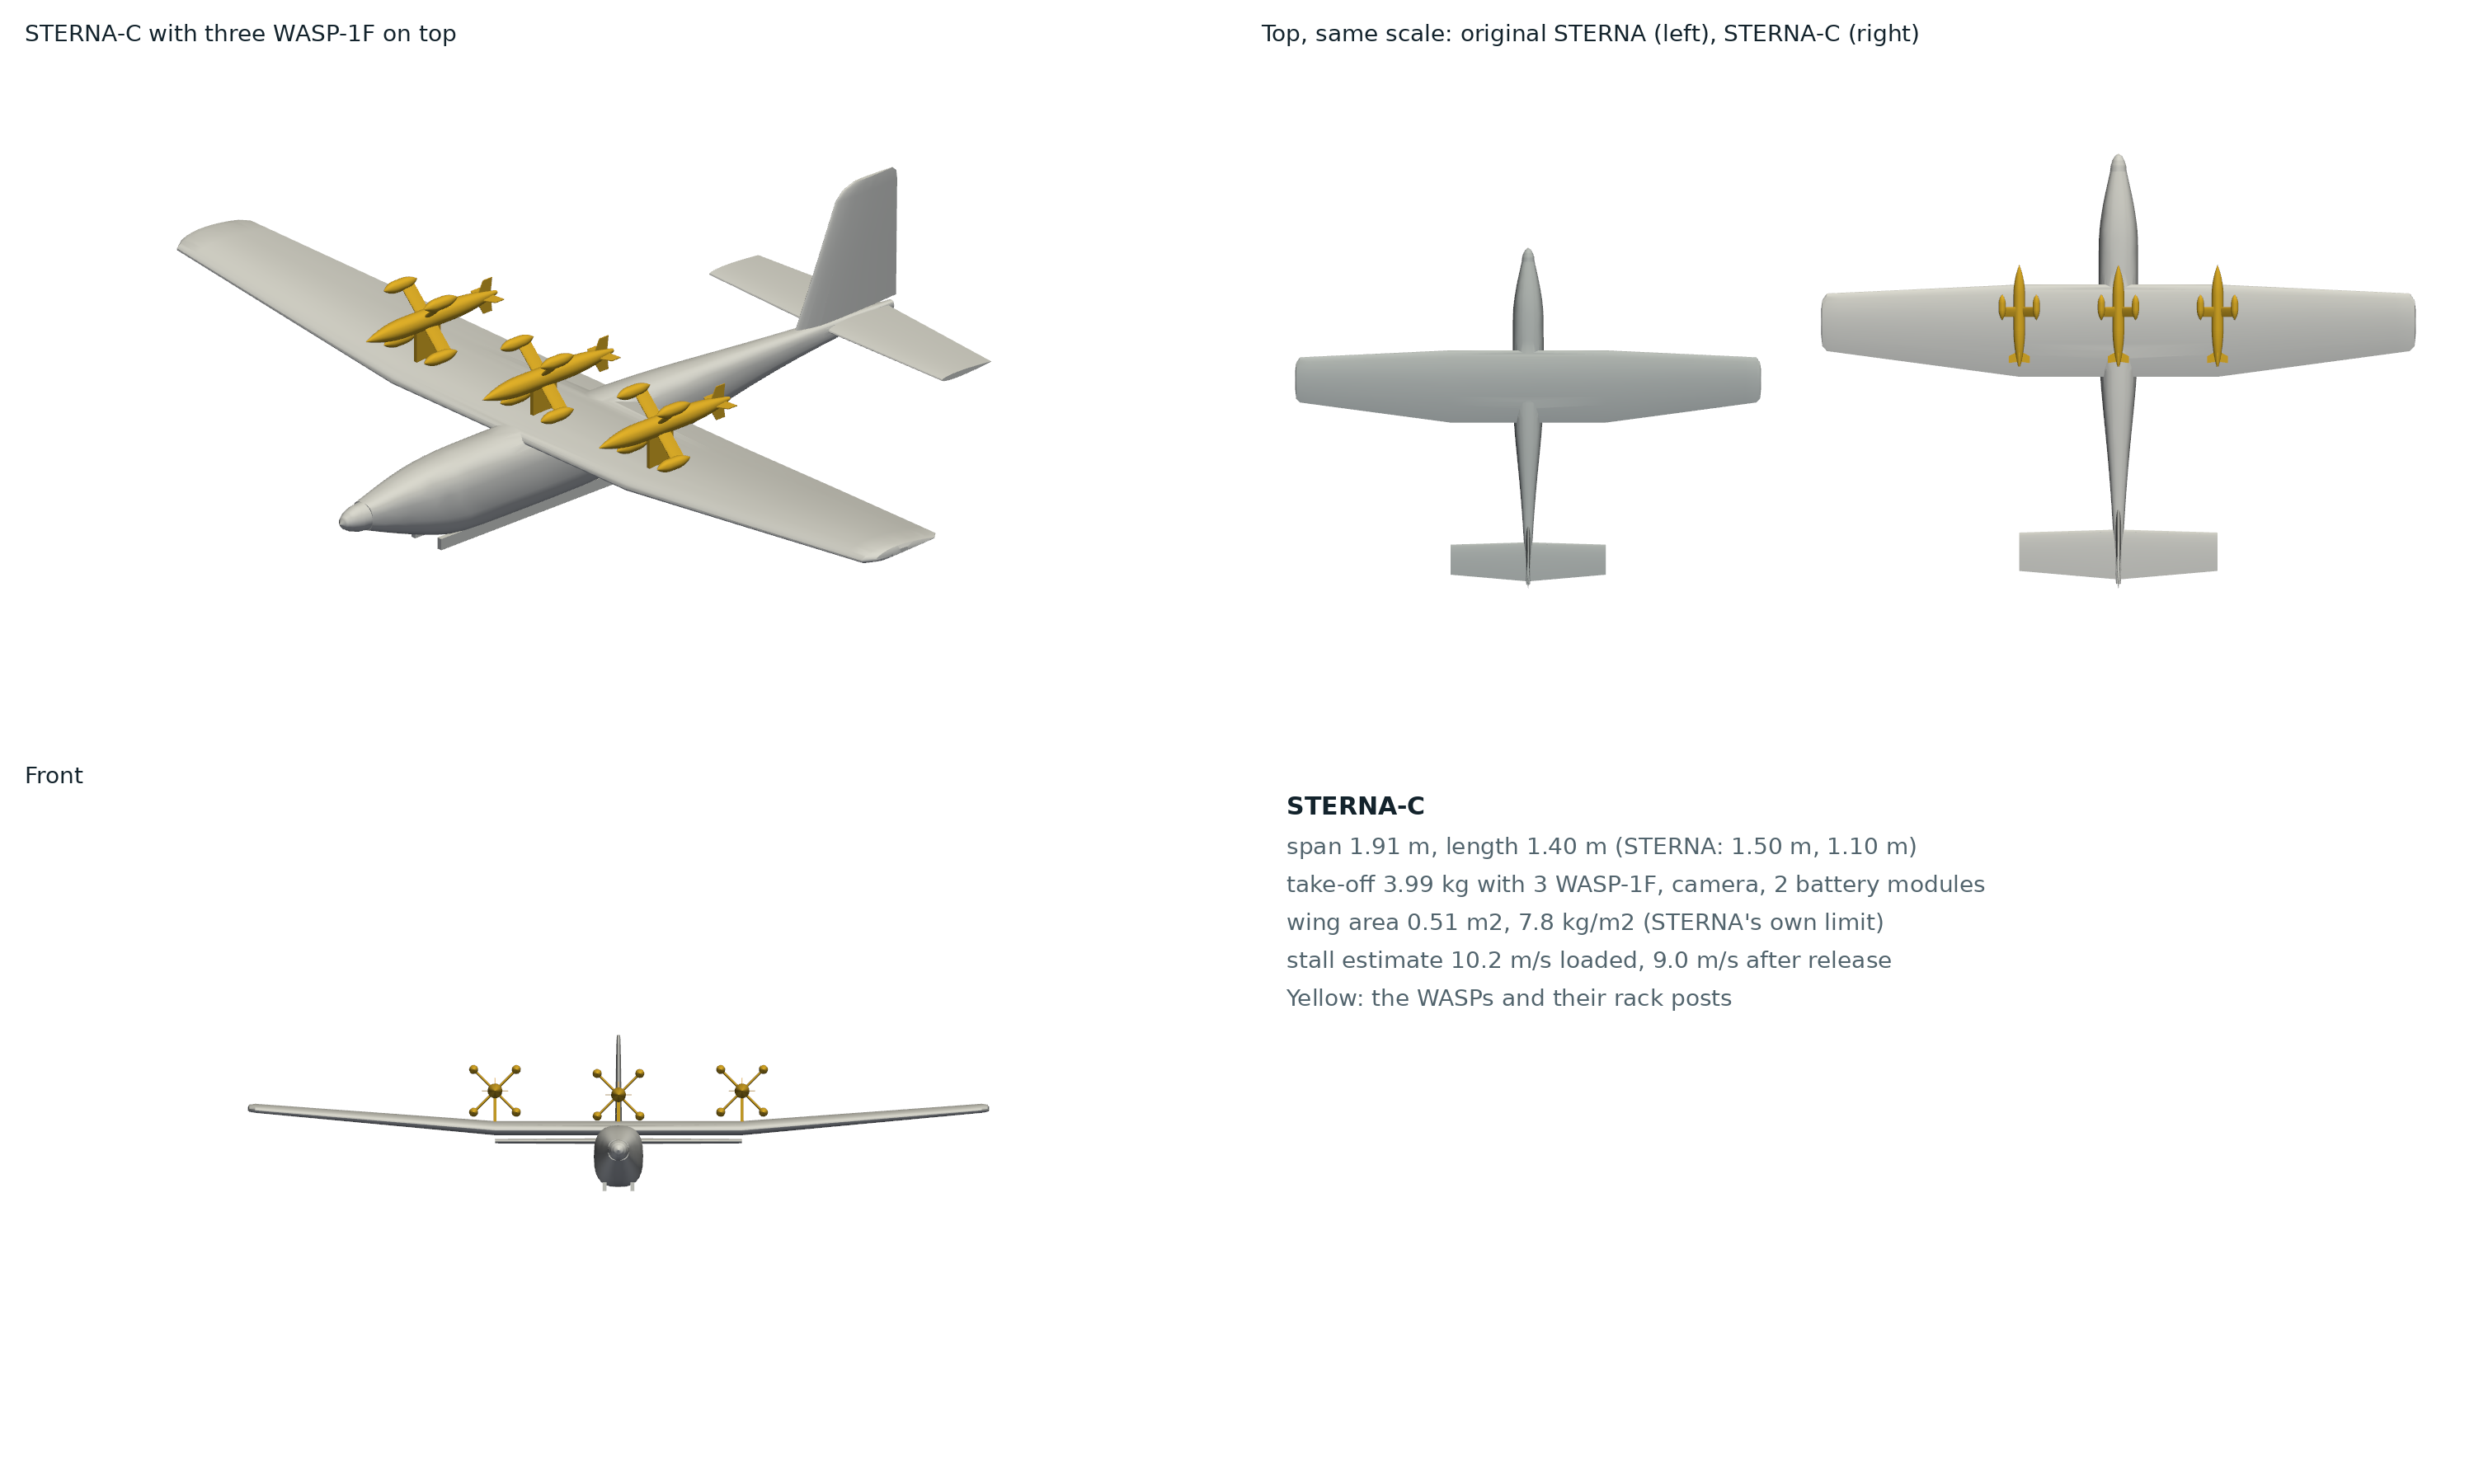 STERNA-C with three WASP-1F on top
Top, same scale: original STERNA (left), STERNA-C (right)
Front
STERNA-C
span 1.91 m, length 1.40 m (STERNA: 1.50 m, 1.10 m)
take-off 3.99 kg with 3 WASP-1F, camera, 2 battery modules
wing area 0.51 m2, 7.8 kg/m2 (STERNA's own limit)
stall estimate 10.2 m/s loaded, 9.0 m/s after release
Yellow: the WASPs and their rack posts